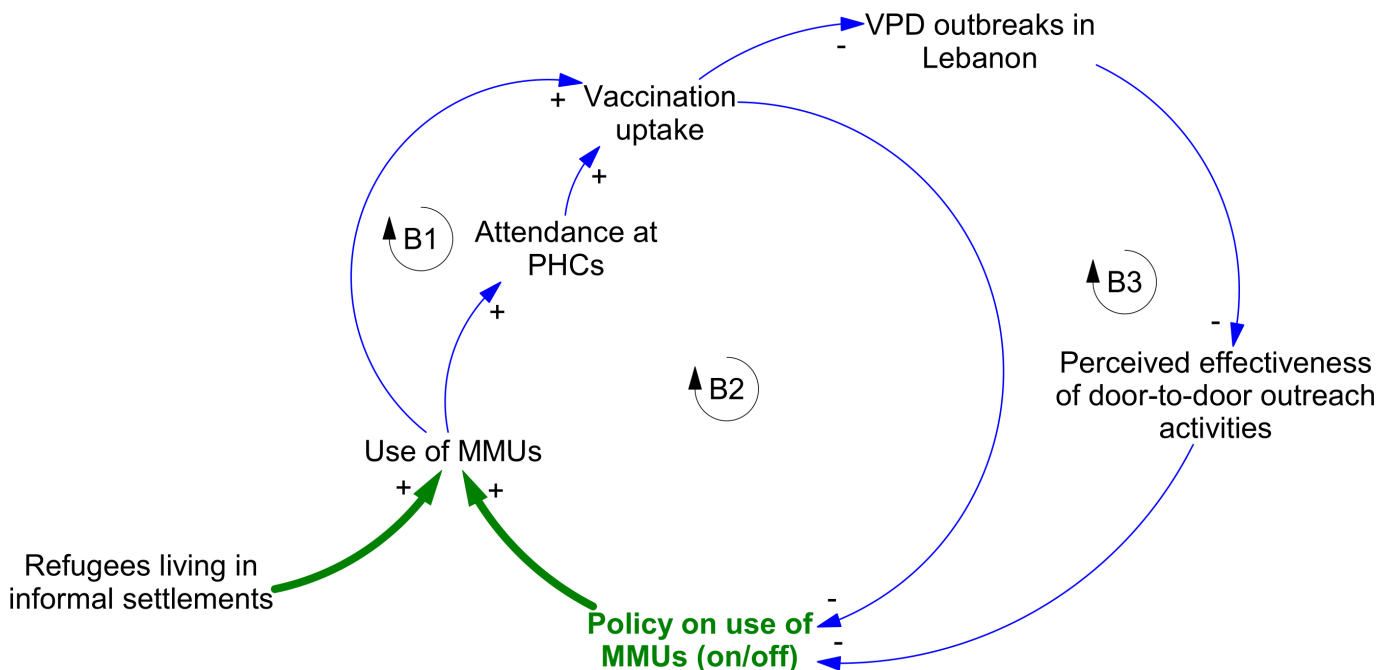 VPD outbreaks in
Lebanon
-
+
Vaccination
uptake
+
Attendance at
PHCs
B1
+
B3
-
Perceived effectiveness
of door-to-door outreach
activities
B2
Use of MMUs
+
+
Refugees living in
informal settlements
-
Policy on use of
MMUs (on/off)
-